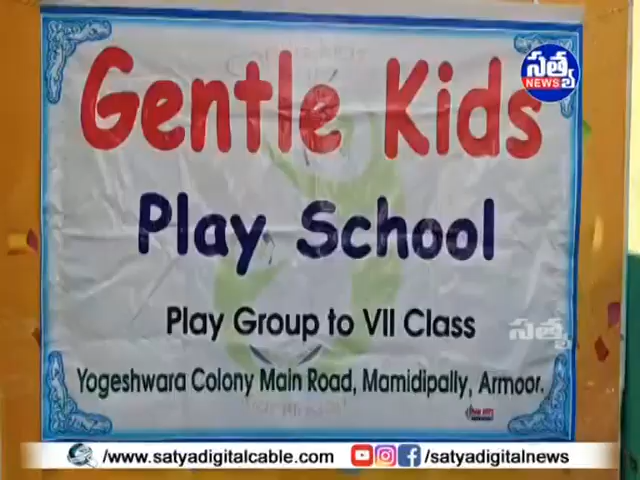 Gentle Kids
సత్య
NEWS
Play School
Play Group to VII Class
సత్య
Yogeshwara Colony Main Road, Mamidipally, Armoor.
/www.satyadigitalcable.com
/satyadigitalnews